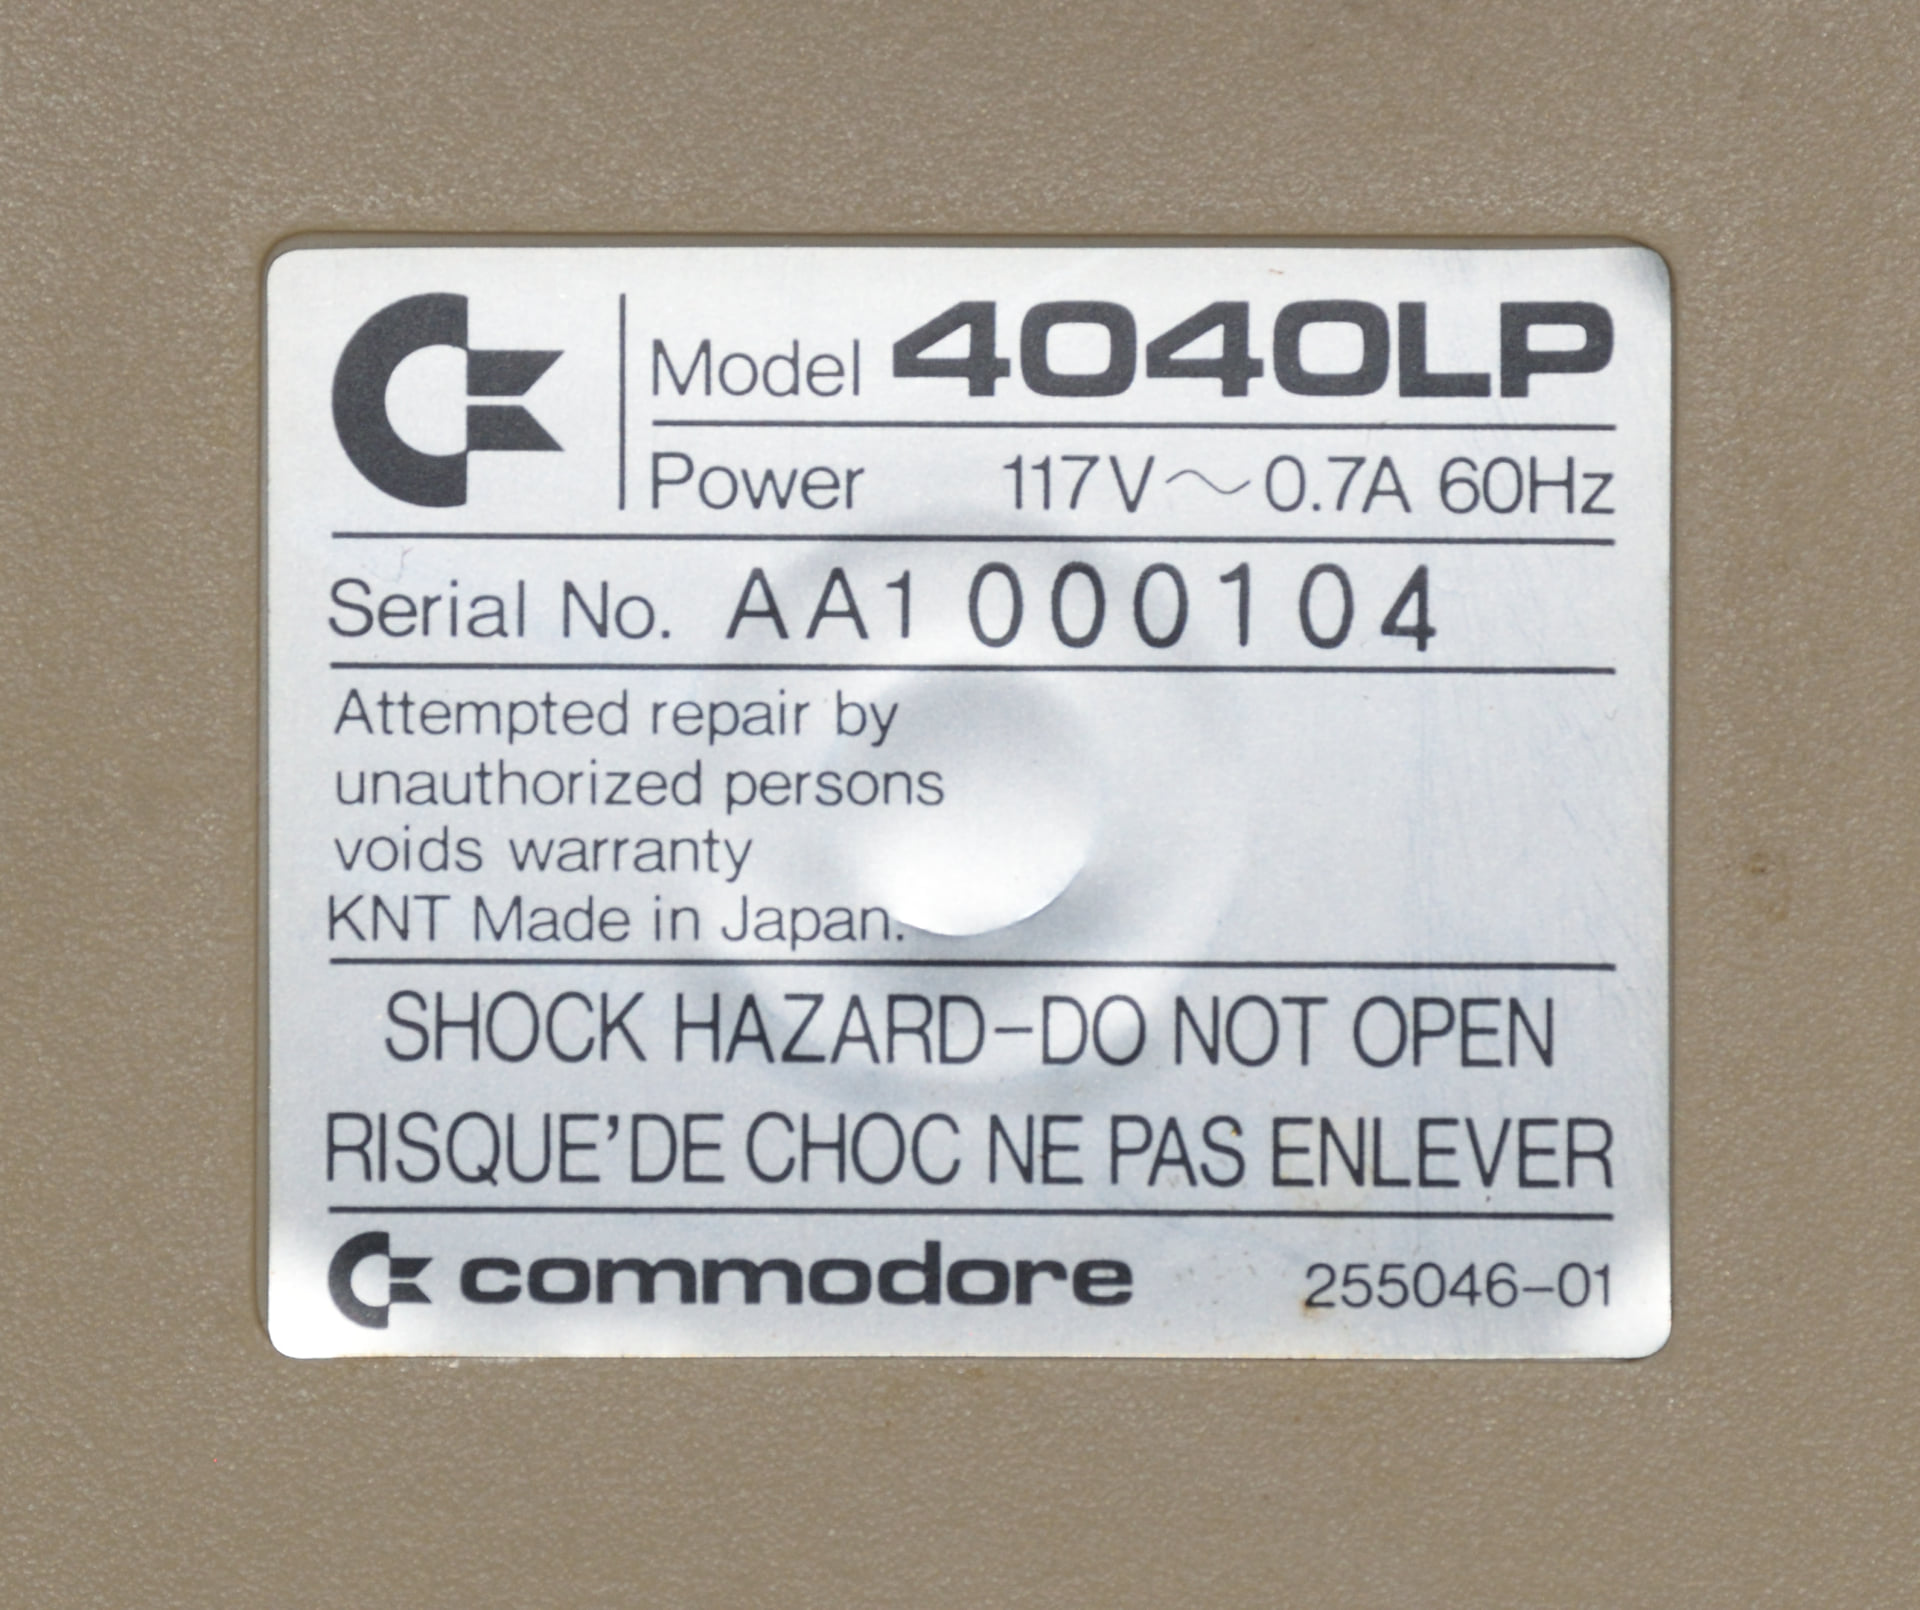 Model 4040LP
Power 117V～0.7A 60Hz
Serial No. AA1 000104
Attempted repair by
unauthorized persons
voids warranty
KNT Made in Japan.
SHOCK HAZARD–DO NOT OPEN
RISQUE’DE CHOC NE PAS ENLEVER
commodore 255046–01